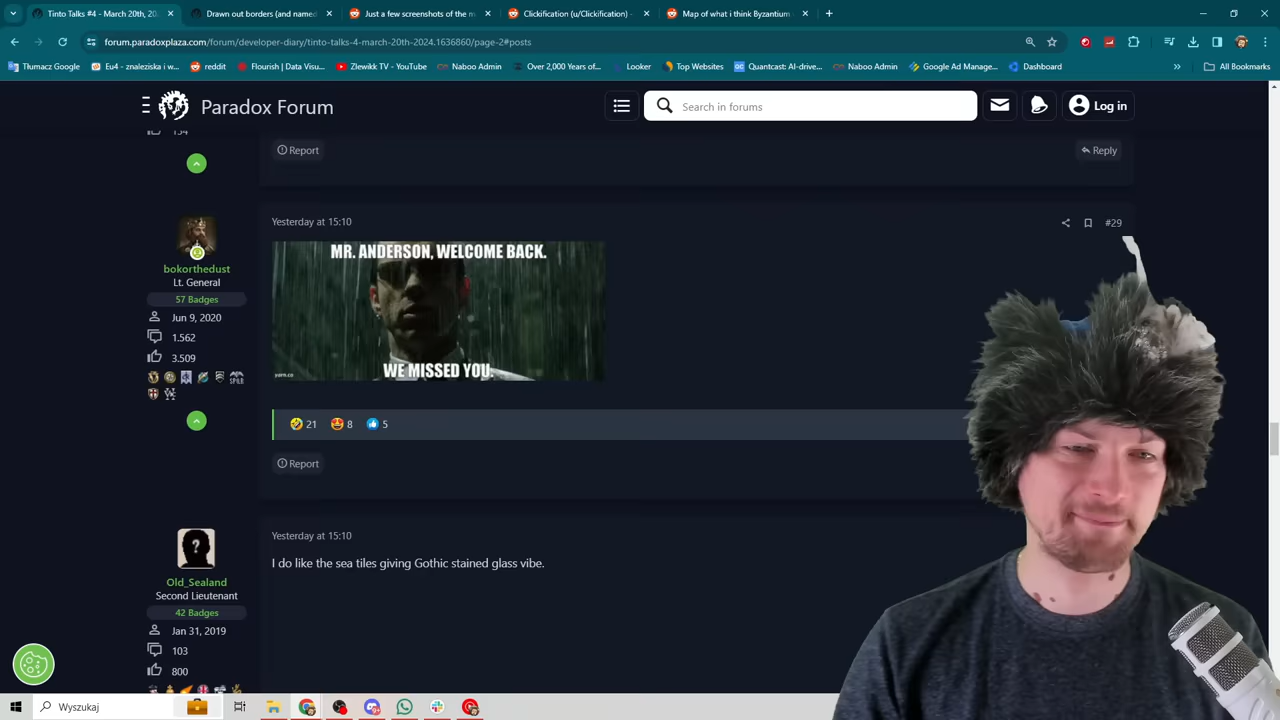 Tinto Talks #4 - March 20th, 20
Drawn out borders (and named
Just a few screenshots of the m
Clickification (u/Clickification) -
Map of what i think Byzantium
forum.paradoxplaza.com/forum/developer-diary/tinto-talks-4-march-20th-2024.1636860/page-2#posts
Tłumacz Google
Eu4 - znaleziska i w...
reddit
Flourish | Data Visu...
Zlewikk TV - YouTube
Naboo Admin
Over 2,000 Years of...
Looker
Top Websites
Quantcast: AI-drive...
Naboo Admin
Google Ad Manage...
Dashboard
»
All Bookmarks
Paradox Forum
Search in forums
Log in
134
Report
Reply
Yesterday at 15:10
#29
MR. ANDERSON, WELCOME BACK.
WE MISSED YOU.
yarn.co
bokorthedust
Lt. General
57 Badges
Jun 9, 2020
1.562
3.509
21
8
5
Report
Yesterday at 15:10
I do like the sea tiles giving Gothic stained glass vibe.
?
Old_Sealand
Second Lieutenant
42 Badges
Jan 31, 2019
103
800
Wyszukaj